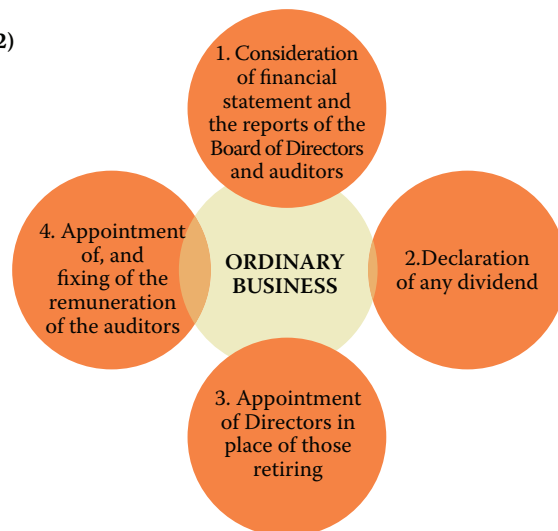 2)
1. Consideration
of financial
statement and
the reports of the
Board of Directors
and auditors
4. Appointment
of, and
fixing of the
remuneration
of the auditors
ORDINARY
BUSINESS
2.Declaration
of any dividend
3. Appointment
of Directors in
place of those
retiring